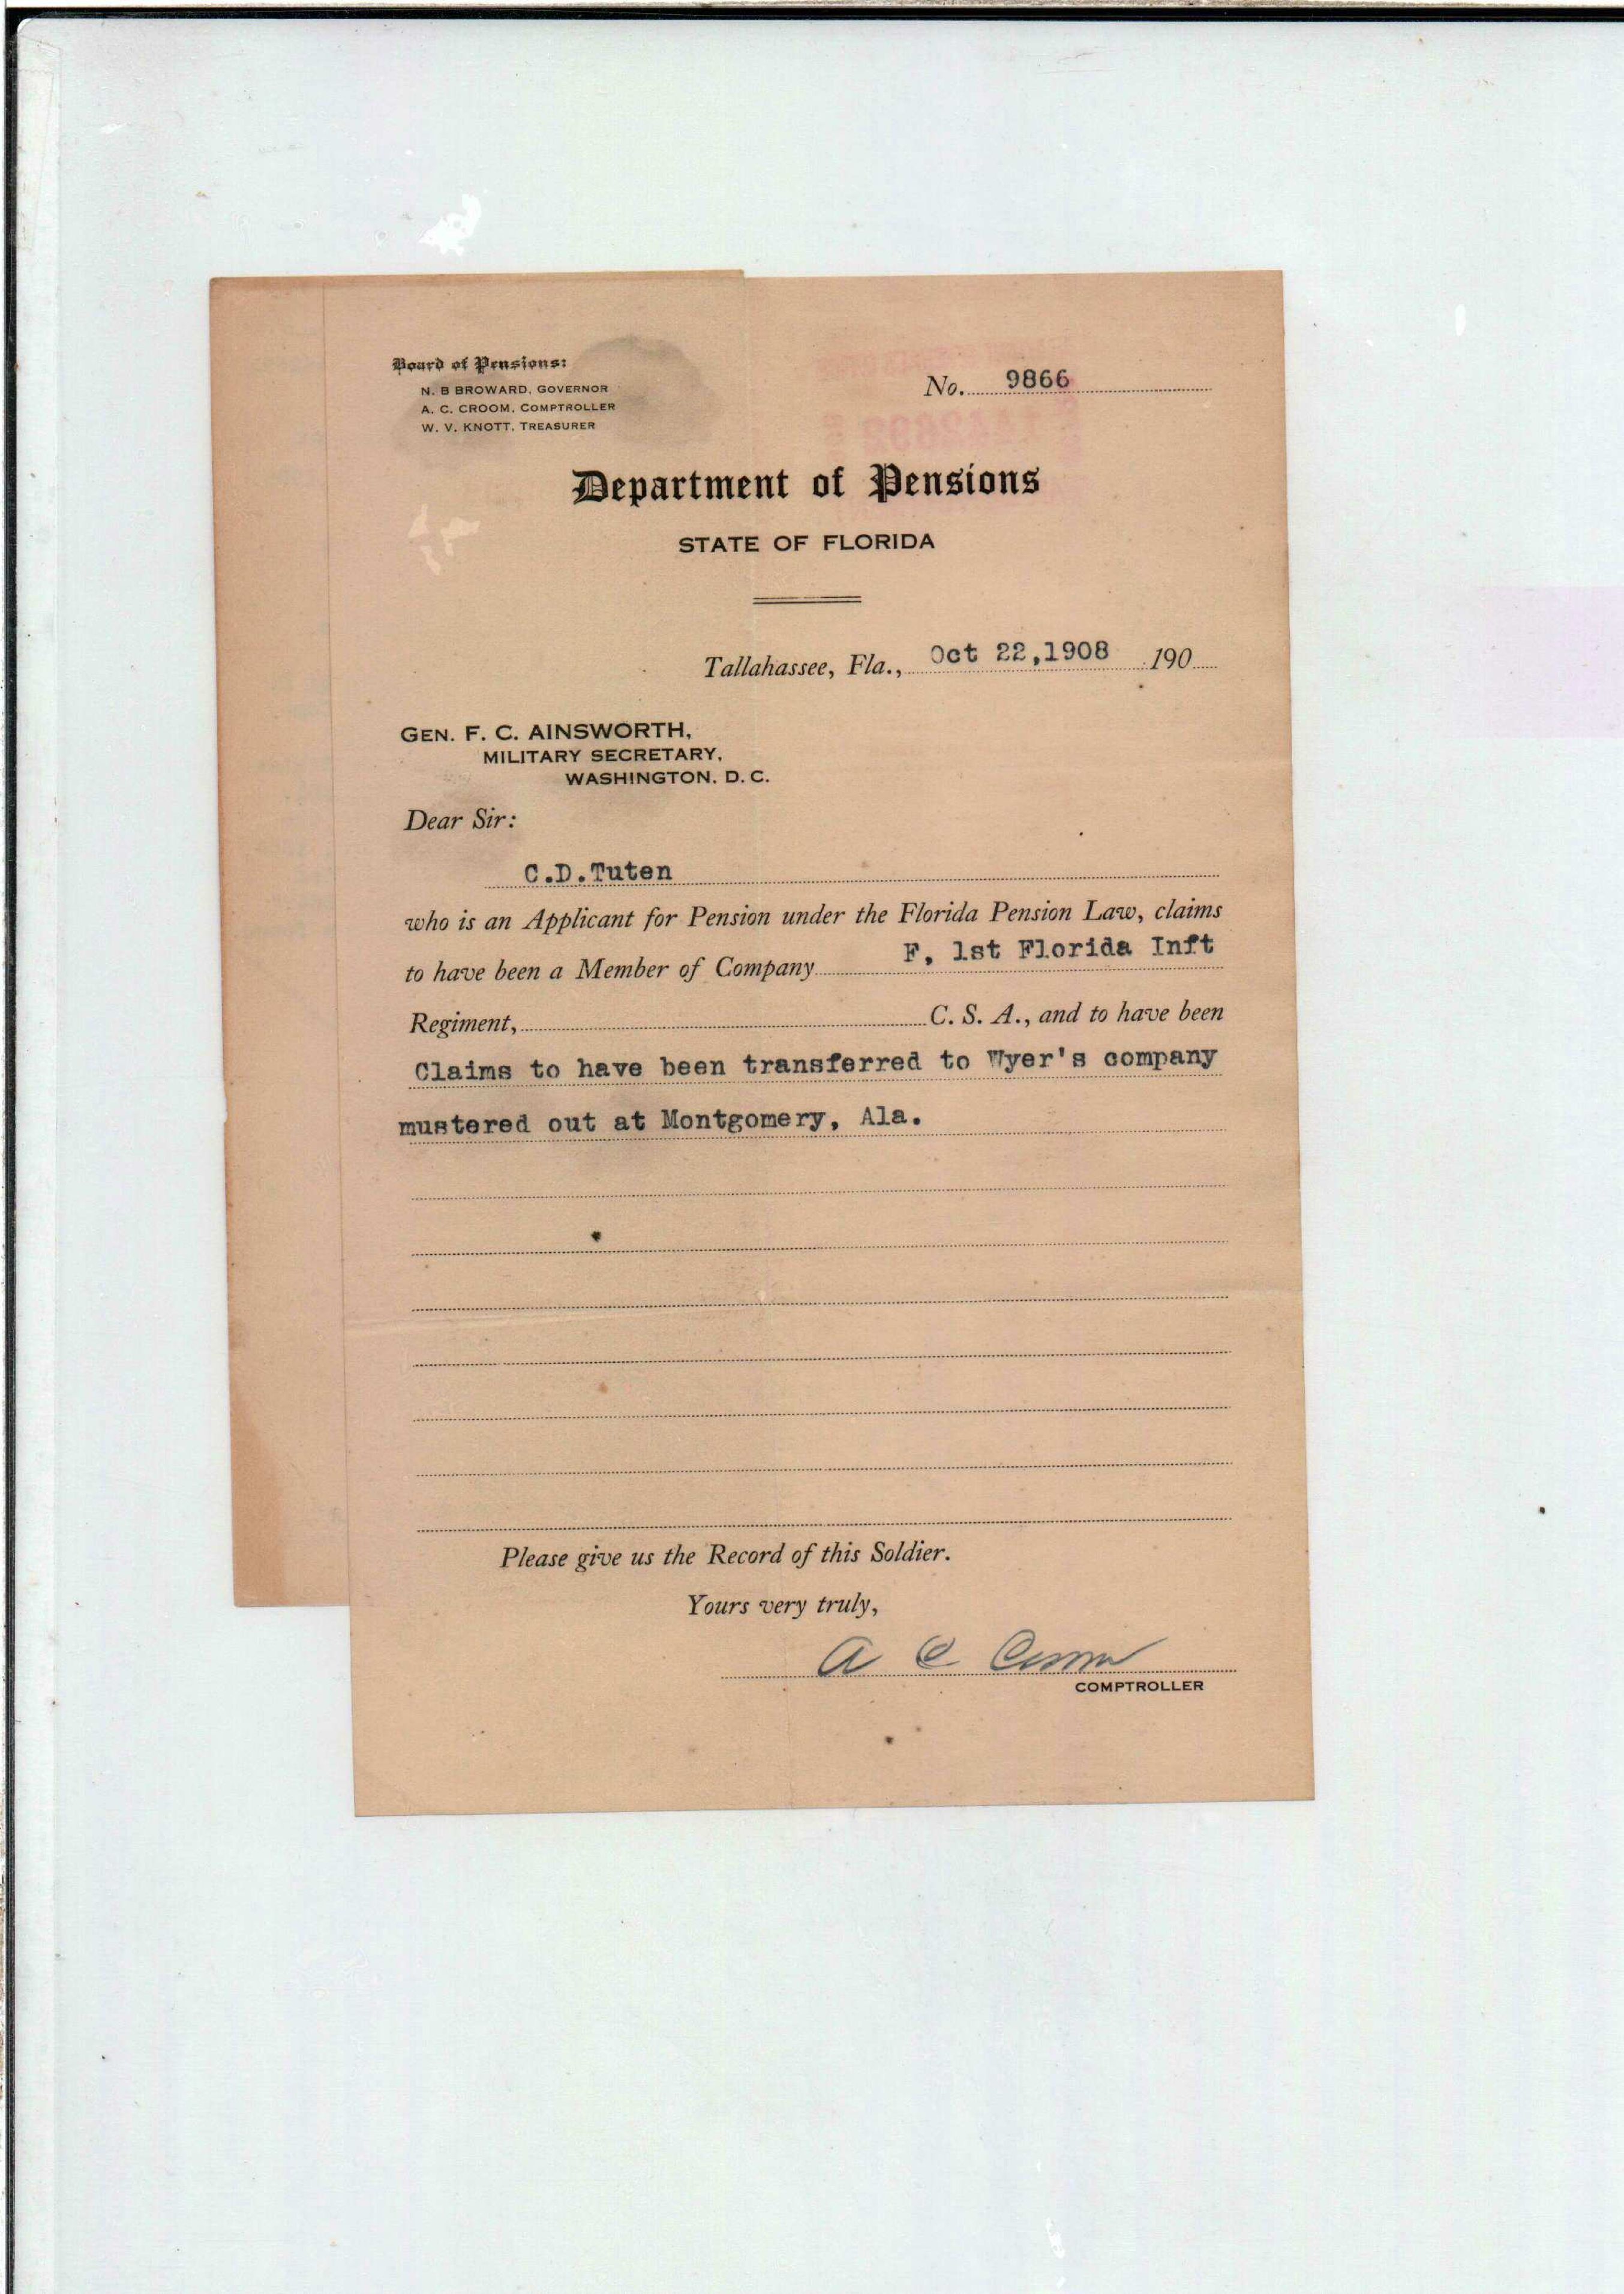 Board of Pensions:
N. B BROWARD, GOVERNOR
A. C. CROOM, COMPTROLLER
W. V. KNOTT, TREASURER
No. 9866
Department of Pensions
STATE OF FLORIDA
Tallahassee, Fla., Oct 22,1908 190
GEN. F. C. AINSWORTH,
MILITARY SECRETARY,
WASHINGTON, D. C.
Dear Sir:
C.D.Tuten
who is an Applicant for Pension under the Florida Pension Law, claims
to have been a Member of Company F, 1st Florida Inft
Regiment, C. S. A., and to have been
Claims to have been transferred to Wyer's company
mustered out at Montgomery, Ala.
Please give us the Record of this Soldier.
Yours very truly,
A C Croom
COMPTROLLER